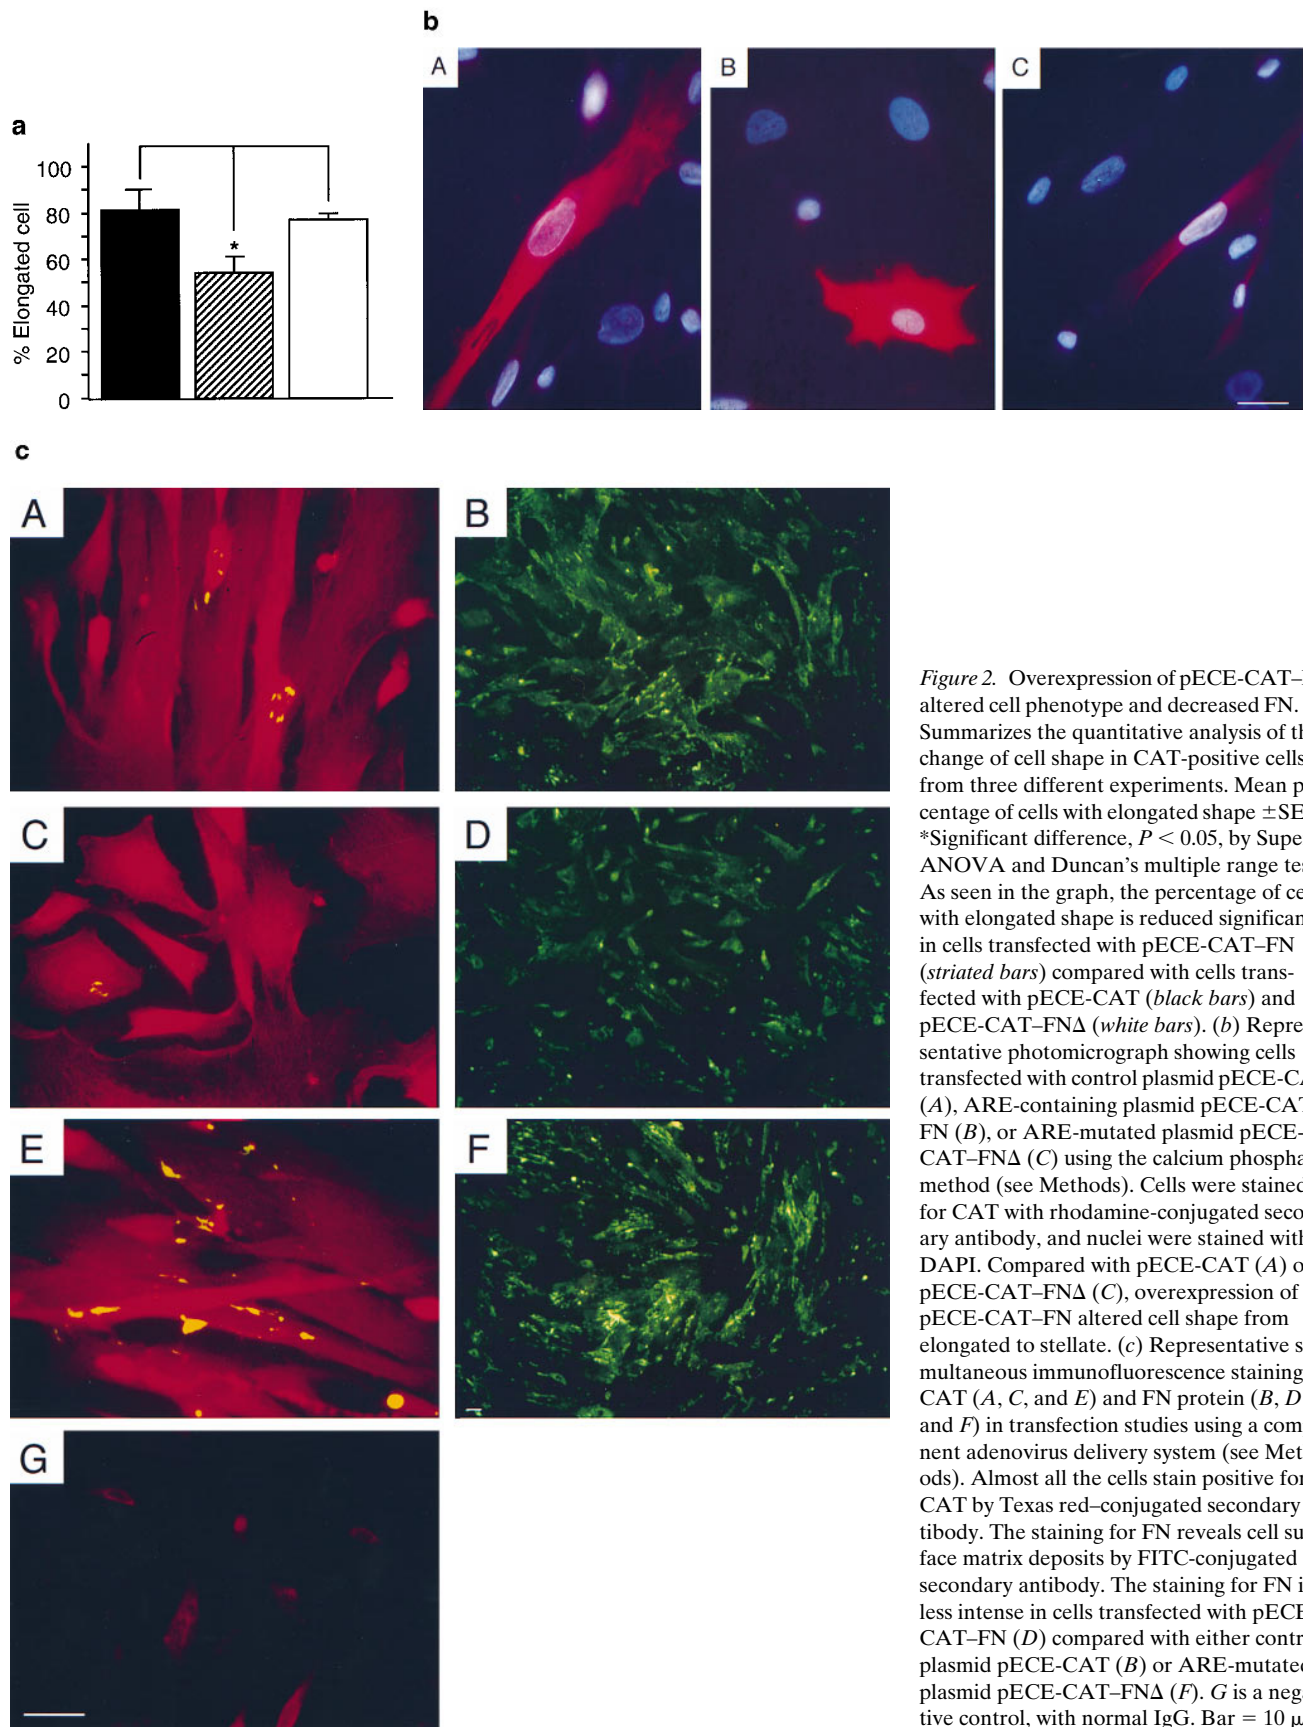 b
A
B
C
a
% Elongated cell
100
80
60
40
20
0
*
c
A
B
C
D
E
F
G
Figure 2. Overexpression of pECE-CAT–
altered cell phenotype and decreased FN.
Summarizes the quantitative analysis of th
change of cell shape in CAT-positive cells
from three different experiments. Mean p
centage of cells with elongated shape ±SE
*Significant difference, P < 0.05, by Supe
ANOVA and Duncan's multiple range tes
As seen in the graph, the percentage of ce
with elongated shape is reduced significan
in cells transfected with pECE-CAT–FN
(striated bars) compared with cells trans-
fected with pECE-CAT (black bars) and
pECE-CAT–FNΔ (white bars). (b) Repre
sentative photomicrograph showing cells
transfected with control plasmid pECE-CA
(A), ARE-containing plasmid pECE-CAT
FN (B), or ARE-mutated plasmid pECE-
CAT–FNΔ (C) using the calcium phospha
method (see Methods). Cells were stained
for CAT with rhodamine-conjugated seco
ary antibody, and nuclei were stained with
DAPI. Compared with pECE-CAT (A) o
pECE-CAT–FNΔ (C), overexpression of
pECE-CAT–FN altered cell shape from
elongated to stellate. (c) Representative s
multaneous immunofluorescence staining
CAT (A, C, and E) and FN protein (B, D
and F) in transfection studies using a com
nent adenovirus delivery system (see Met
ods). Almost all the cells stain positive for
CAT by Texas red–conjugated secondary
tibody. The staining for FN reveals cell su
face matrix deposits by FITC-conjugated
secondary antibody. The staining for FN i
less intense in cells transfected with pECE
CAT–FN (D) compared with either contr
plasmid pECE-CAT (B) or ARE-mutated
plasmid pECE-CAT–FNΔ (F). G is a nega
tive control, with normal IgG. Bar = 10 μ